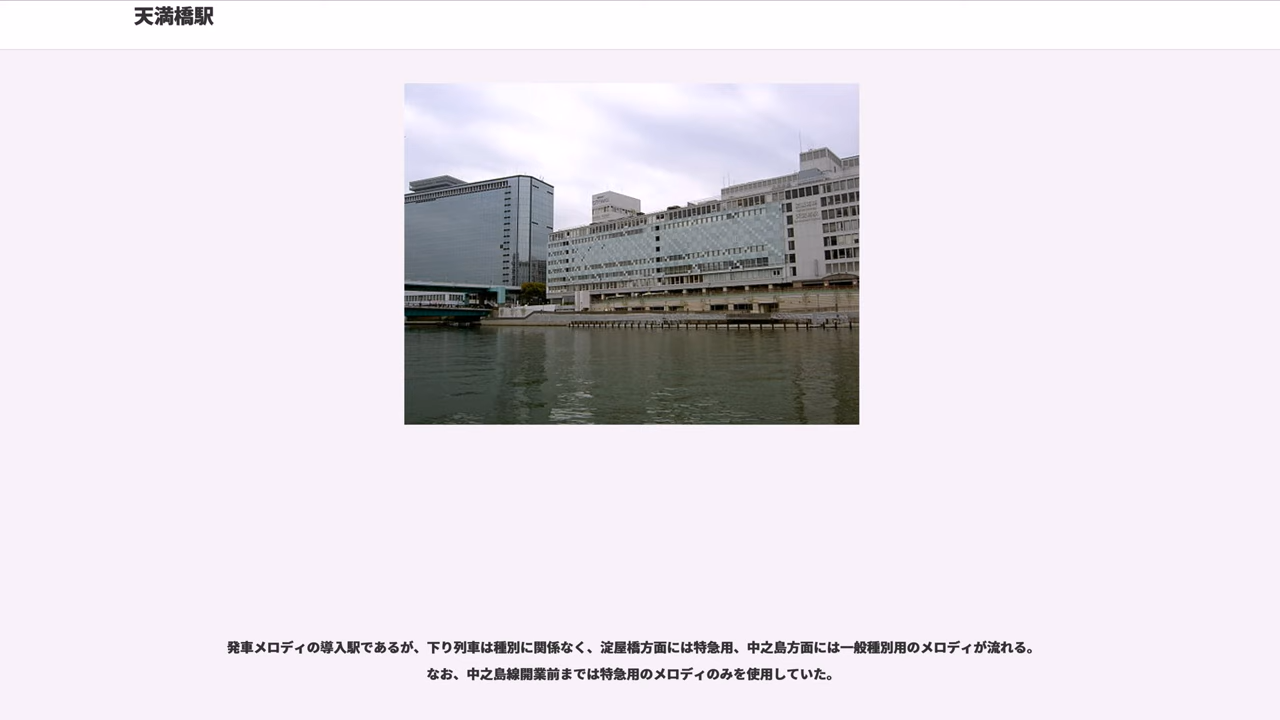 天満橋駅
発車メロディの導入駅であるが、下り列車は種別に関係なく、淀屋橋方面には特急用、中之島方面には一般種別用のメロディが流れる。
なお、中之島線開業前までは特急用のメロディのみを使用していた。